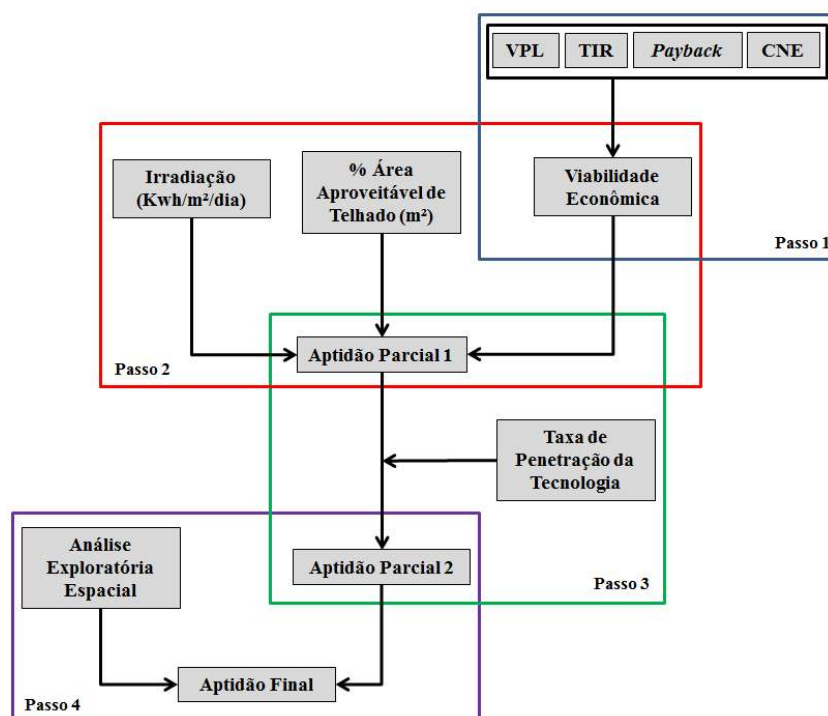 VPL TIR Payback CNE
Irradiação
(Kwh/m²/dia)
% Área
Aproveitável de
Telhado (m²)
Viabilidade
Econômica
Passo 1
Aptidão Parcial 1
Passo 2
Taxa de
Penetração da
Tecnologia
Análise
Exploratória
Espacial
Aptidão Parcial 2
Passo 3
Aptidão Final
Passo 4